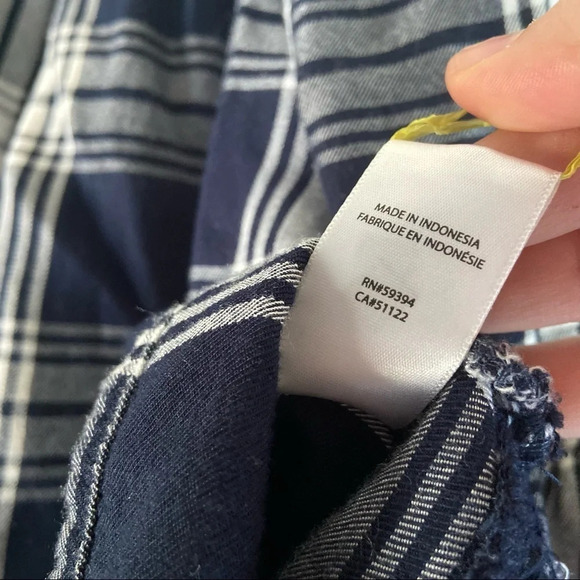 MADE IN INDONESIA
FABRIQUE EN INDONÉSIE
RN#59394
CA#51122